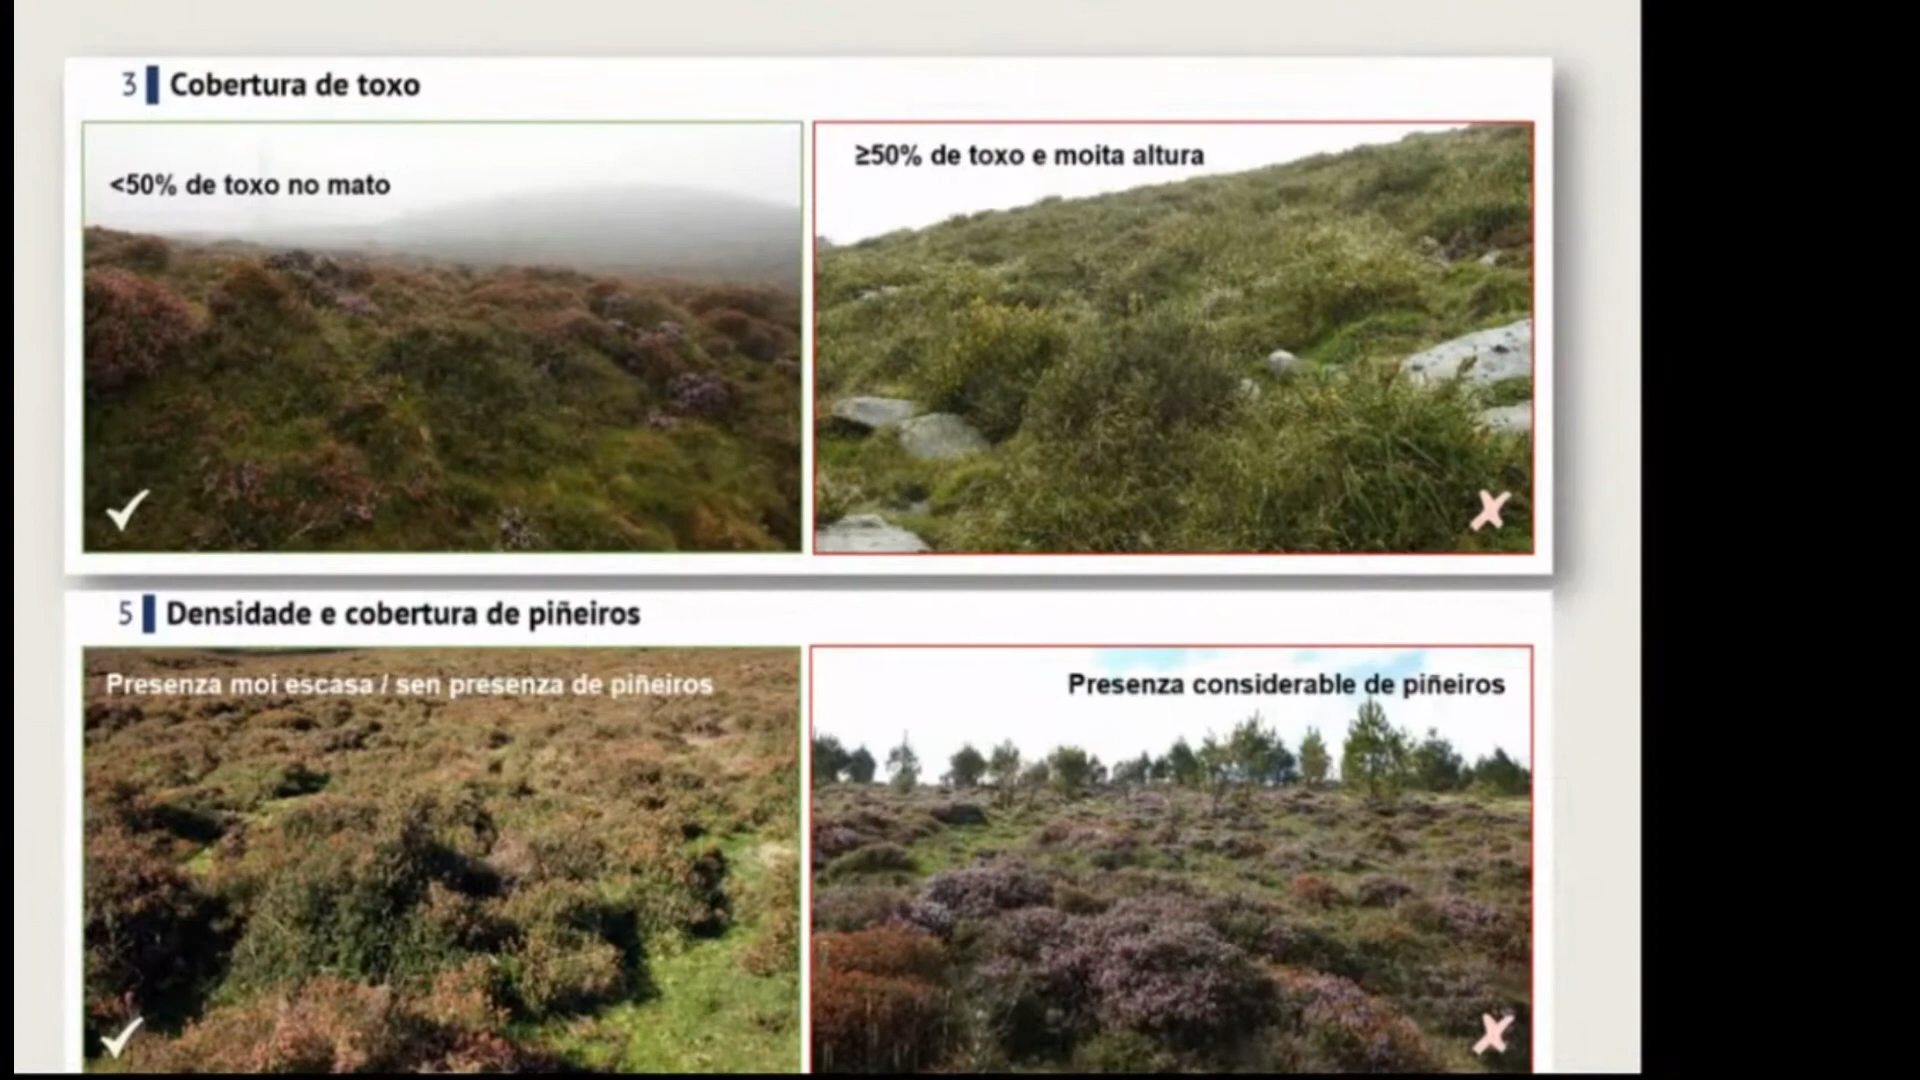 3 Cobertura de toxo
<50% de toxo no mato
≥50% de toxo e moita altura
5 Densidade e cobertura de piñeiros
Presenza moi escasa / sen presenza de piñeiros
Presenza considerable de piñeiros